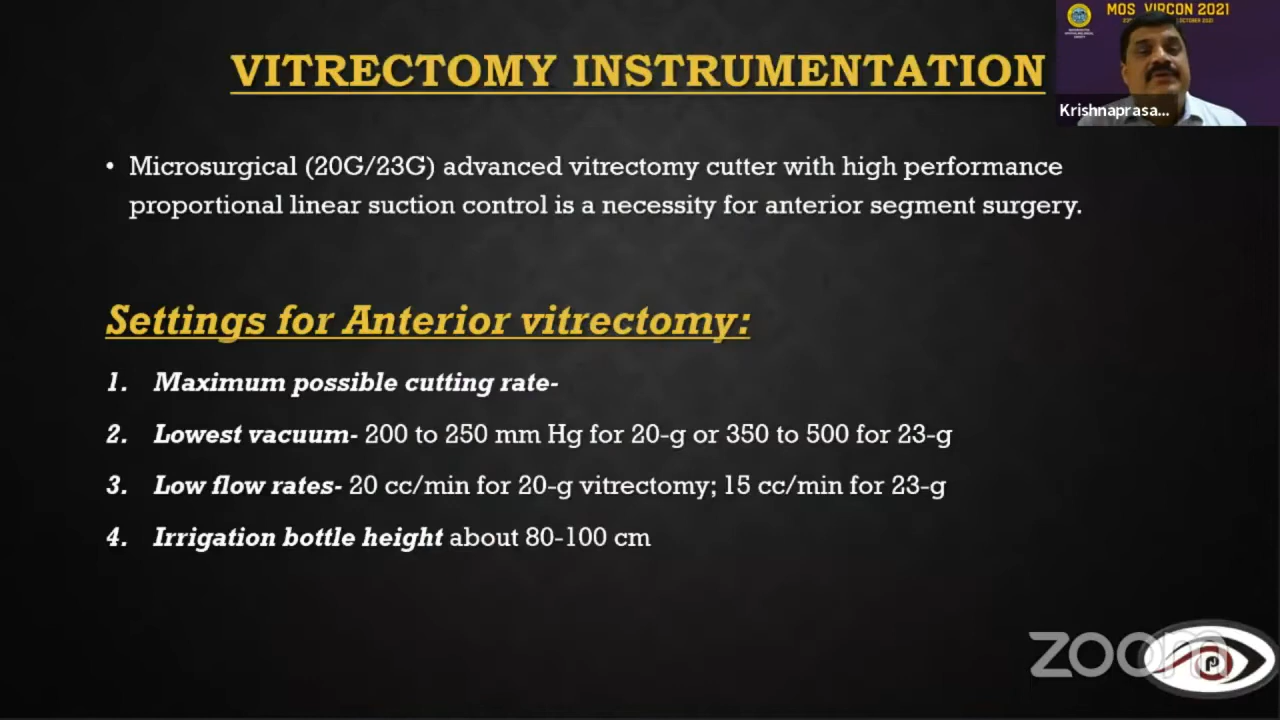 MOS VIRCON 2021
OCTOBER 2021
VITRECTOMY INSTRUMENTATION
Krishnaprasa...
• Microsurgical (20G/23G) advanced vitrectomy cutter with high performance
proportional linear suction control is a necessity for anterior segment surgery.
Settings for Anterior vitrectomy:
1. Maximum possible cutting rate-
2. Lowest vacuum- 200 to 250 mm Hg for 20-g or 350 to 500 for 23-g
3. Low flow rates- 20 cc/min for 20-g vitrectomy; 15 cc/min for 23-g
4. Irrigation bottle height about 80-100 cm
zoom